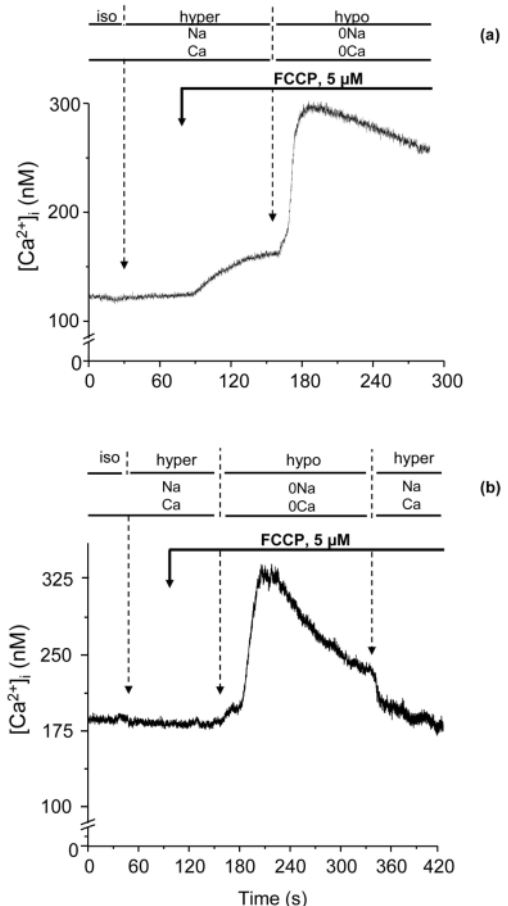 iso hyper hypo
(a)
Na 0Na
Ca 0Ca
FCCP, 5 µM
300
200
100
0
[Ca²⁺]ᵢ (nM)
0 60 120 180 240 300
iso hyper hypo hyper
(b)
Na 0Na Na
Ca 0Ca Ca
FCCP, 5 µM
325
250
175
100
0
[Ca²⁺]ᵢ (nM)
0 60 120 180 240 300 360 420
Time (s)